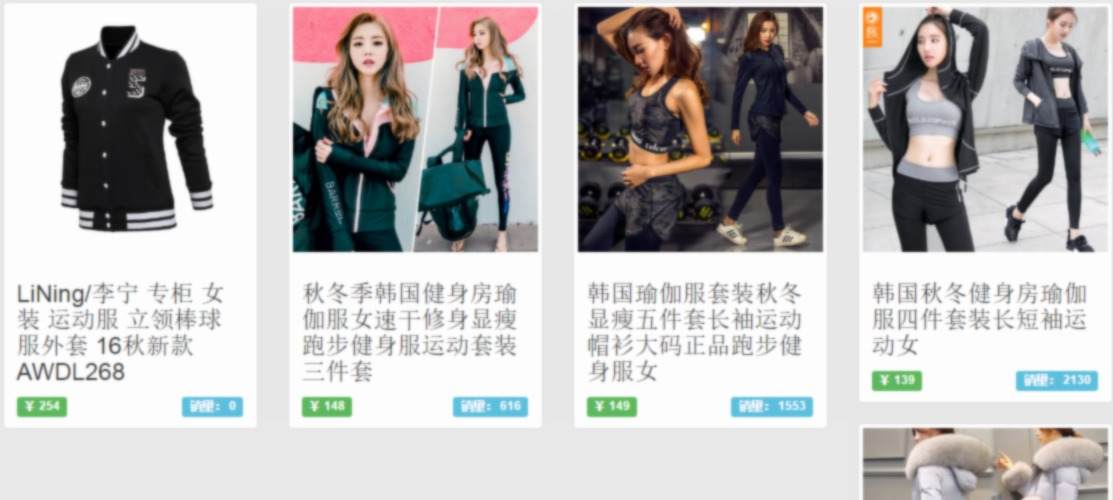 LiNing/李宁 专柜 女
装 运动服 立领棒球
服外套 16秋新款
AWDL268
¥ 254
销量: 0
秋冬季韩国健身房瑜
伽服女速干修身显瘦
跑步健身服运动套装
三件套
¥ 148
销量: 616
韩国瑜伽服套装秋冬
显瘦五件套长袖运动
帽衫大码正品跑步健
身服女
¥ 149
销量: 1553
韩国秋冬健身房瑜伽
服四件套装长短袖运
动女
¥ 139
销量: 2130